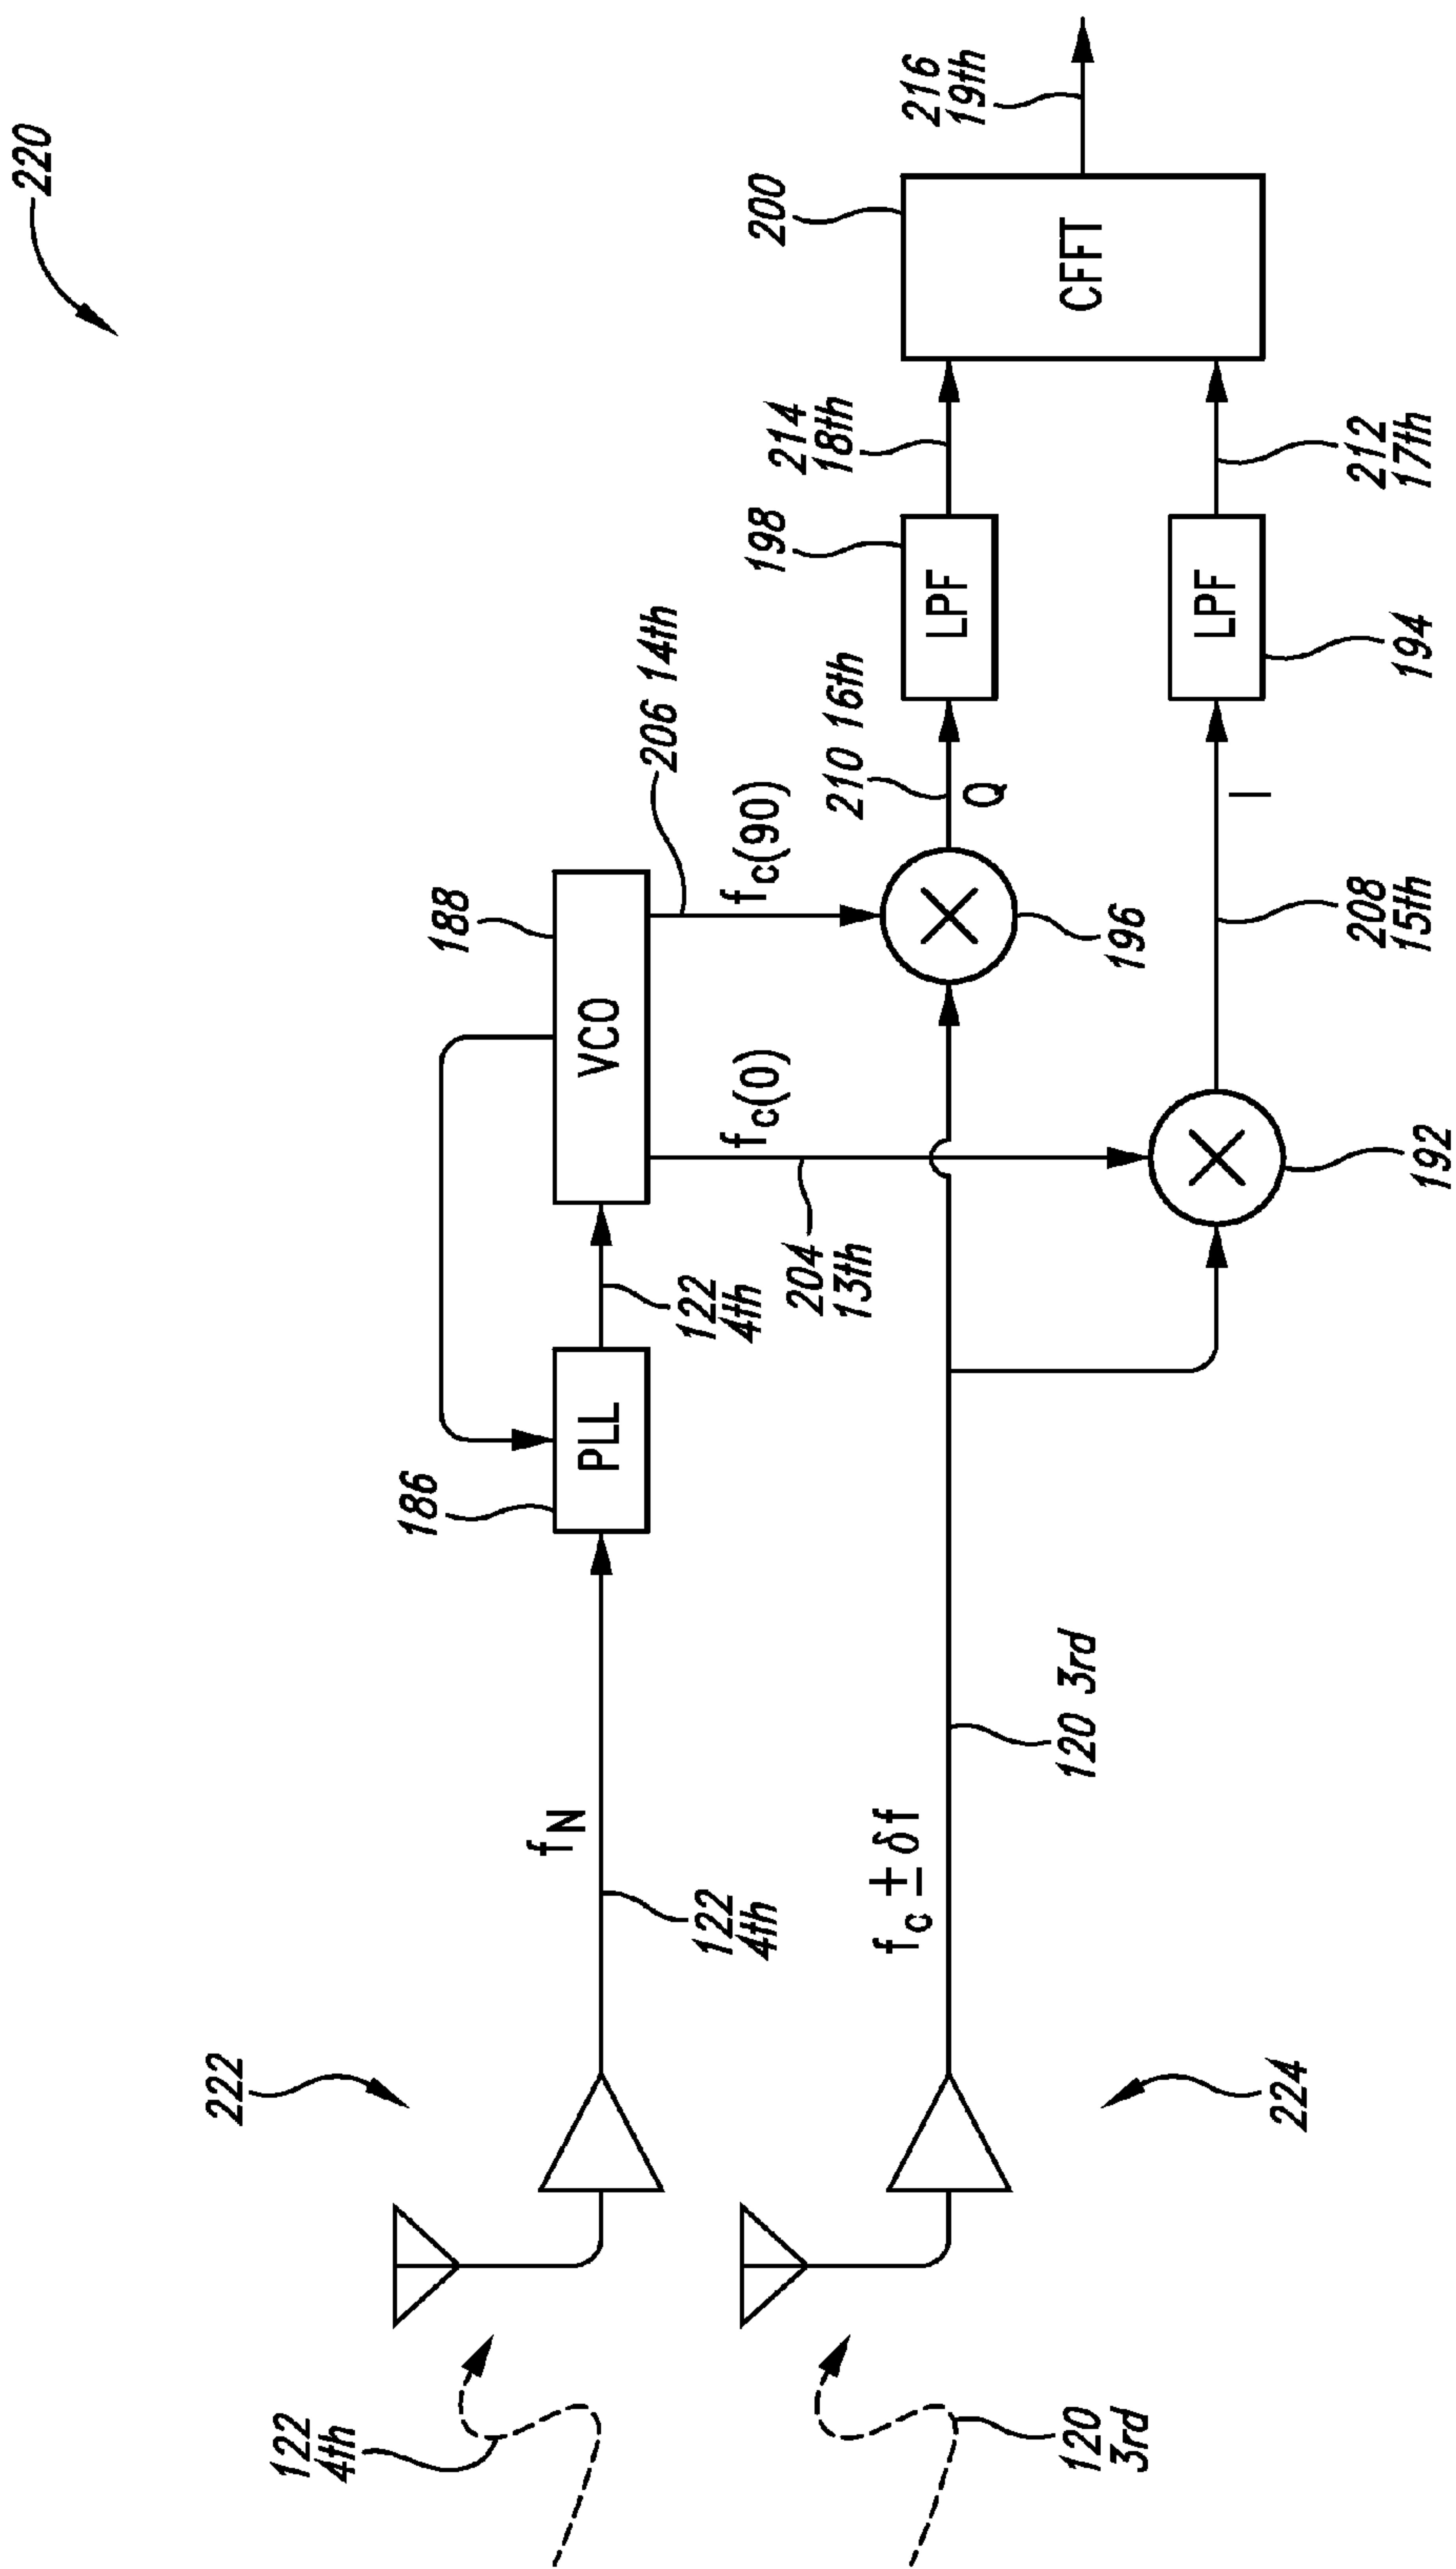 220
222
122
4th
f_N
122
4th
186
PLL
122
4th
188
VCO
f_c(0)
204
13th
f_c(90)
206 14th
120
3rd
224
f_c ± δf
120 3rd
196
210 16th
Q
198
LPF
214
18th
200
CFFT
216
19th
192
208
15th
I
LPF
194
212
17th